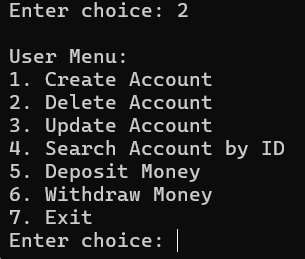 Enter choice: 2
User Menu:
1. Create Account
2. Delete Account
3. Update Account
4. Search Account by ID
5. Deposit Money
6. Withdraw Money
7. Exit
Enter choice: